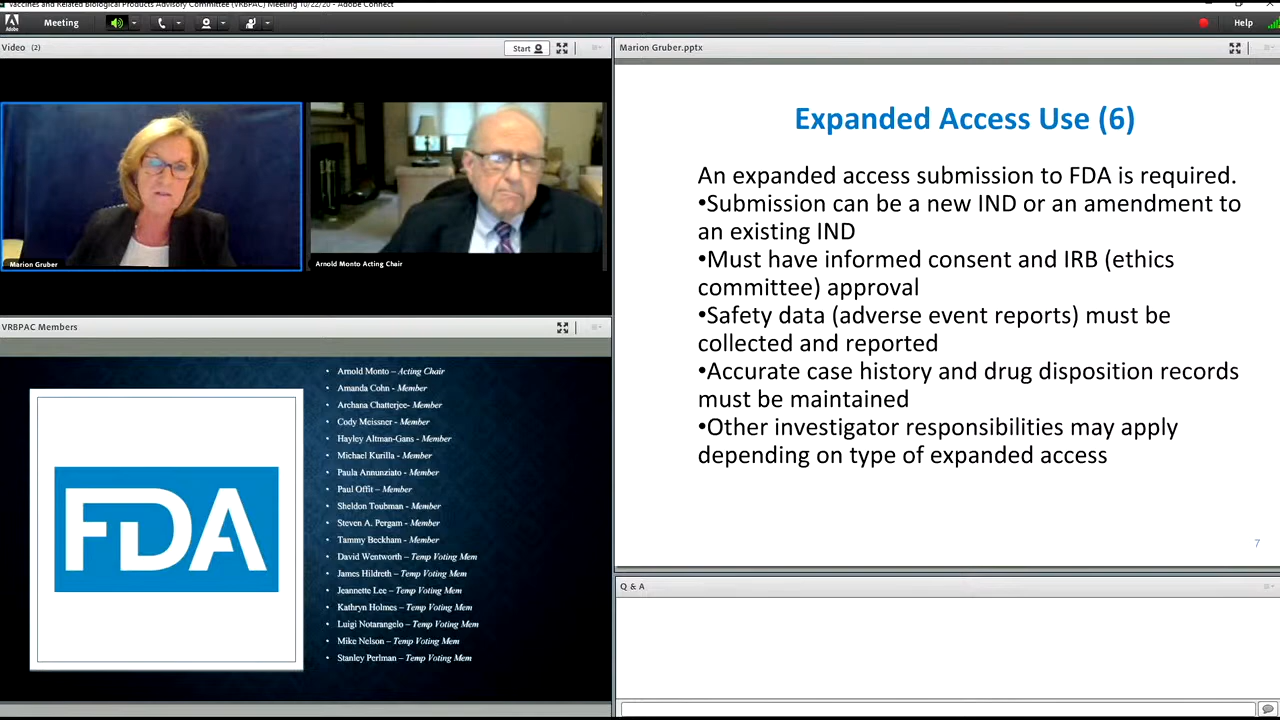 Vaccines and Related Biological Products Advisory Committee (VRBPAC) Meeting 10/22/20 - Adobe Connect
Meeting
Help
Video (2)
Start
Marion Gruber
Arnold Monto Acting Chair
VRBPAC Members
FDA
• Arnold Monto – Acting Chair
• Amanda Cohn - Member
• Archana Chatterjee- Member
• Cody Meissner - Member
• Hayley Altman-Gans - Member
• Michael Kurilla - Member
• Paula Annunziato - Member
• Paul Offit – Member
• Sheldon Toubman - Member
• Steven A. Pergam - Member
• Tammy Beckham - Member
• David Wentworth – Temp Voting Mem
• James Hildreth – Temp Voting Mem
• Jeannette Lee – Temp Voting Mem
• Kathryn Holmes – Temp Voting Mem
• Luigi Notarangelo – Temp Voting Mem
• Mike Nelson – Temp Voting Mem
• Stanley Perlman – Temp Voting Mem
Marion Gruber.pptx
Expanded Access Use (6)
An expanded access submission to FDA is required.
•Submission can be a new IND or an amendment to
an existing IND
•Must have informed consent and IRB (ethics
committee) approval
•Safety data (adverse event reports) must be
collected and reported
•Accurate case history and drug disposition records
must be maintained
•Other investigator responsibilities may apply
depending on type of expanded access
7
Q & A